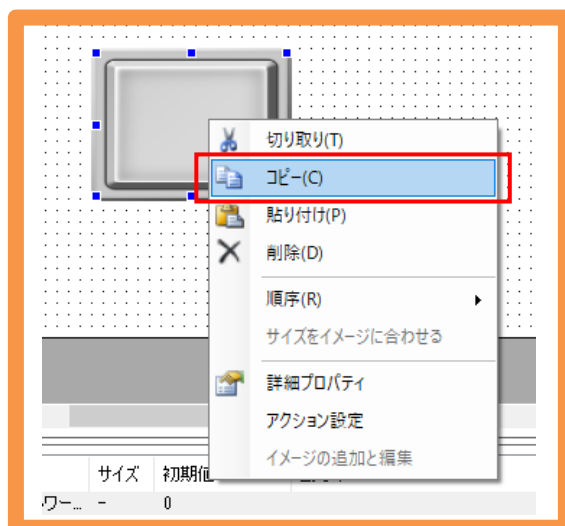 切り取り(T)
コピー(C)
貼り付け(P)
削除(D)
順序(R)
サイズをイメージに合わせる
詳細プロパティ
アクション設定
イメージの追加と編集
サイズ 初期値
ワー... - 0